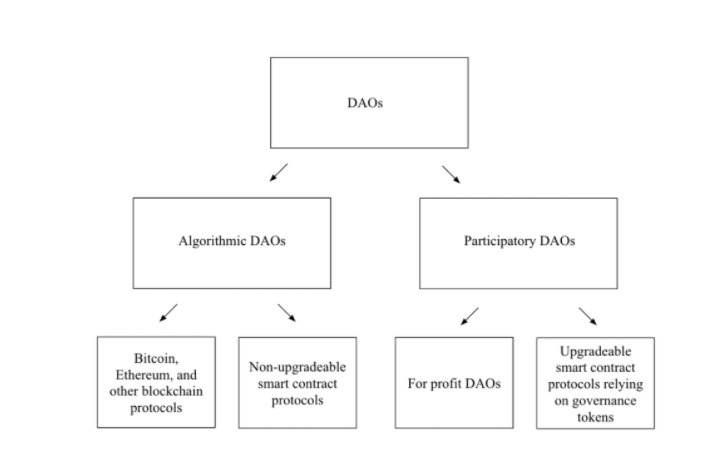 DAOs
Algorithmic DAOs
Participatory DAOs
Bitcoin,
Ethereum, and
other blockchain
protocols
Non-upgradeable
smart contract
protocols
For profit DAOs
Upgradeable
smart contract
protocols relying
on governance
tokens